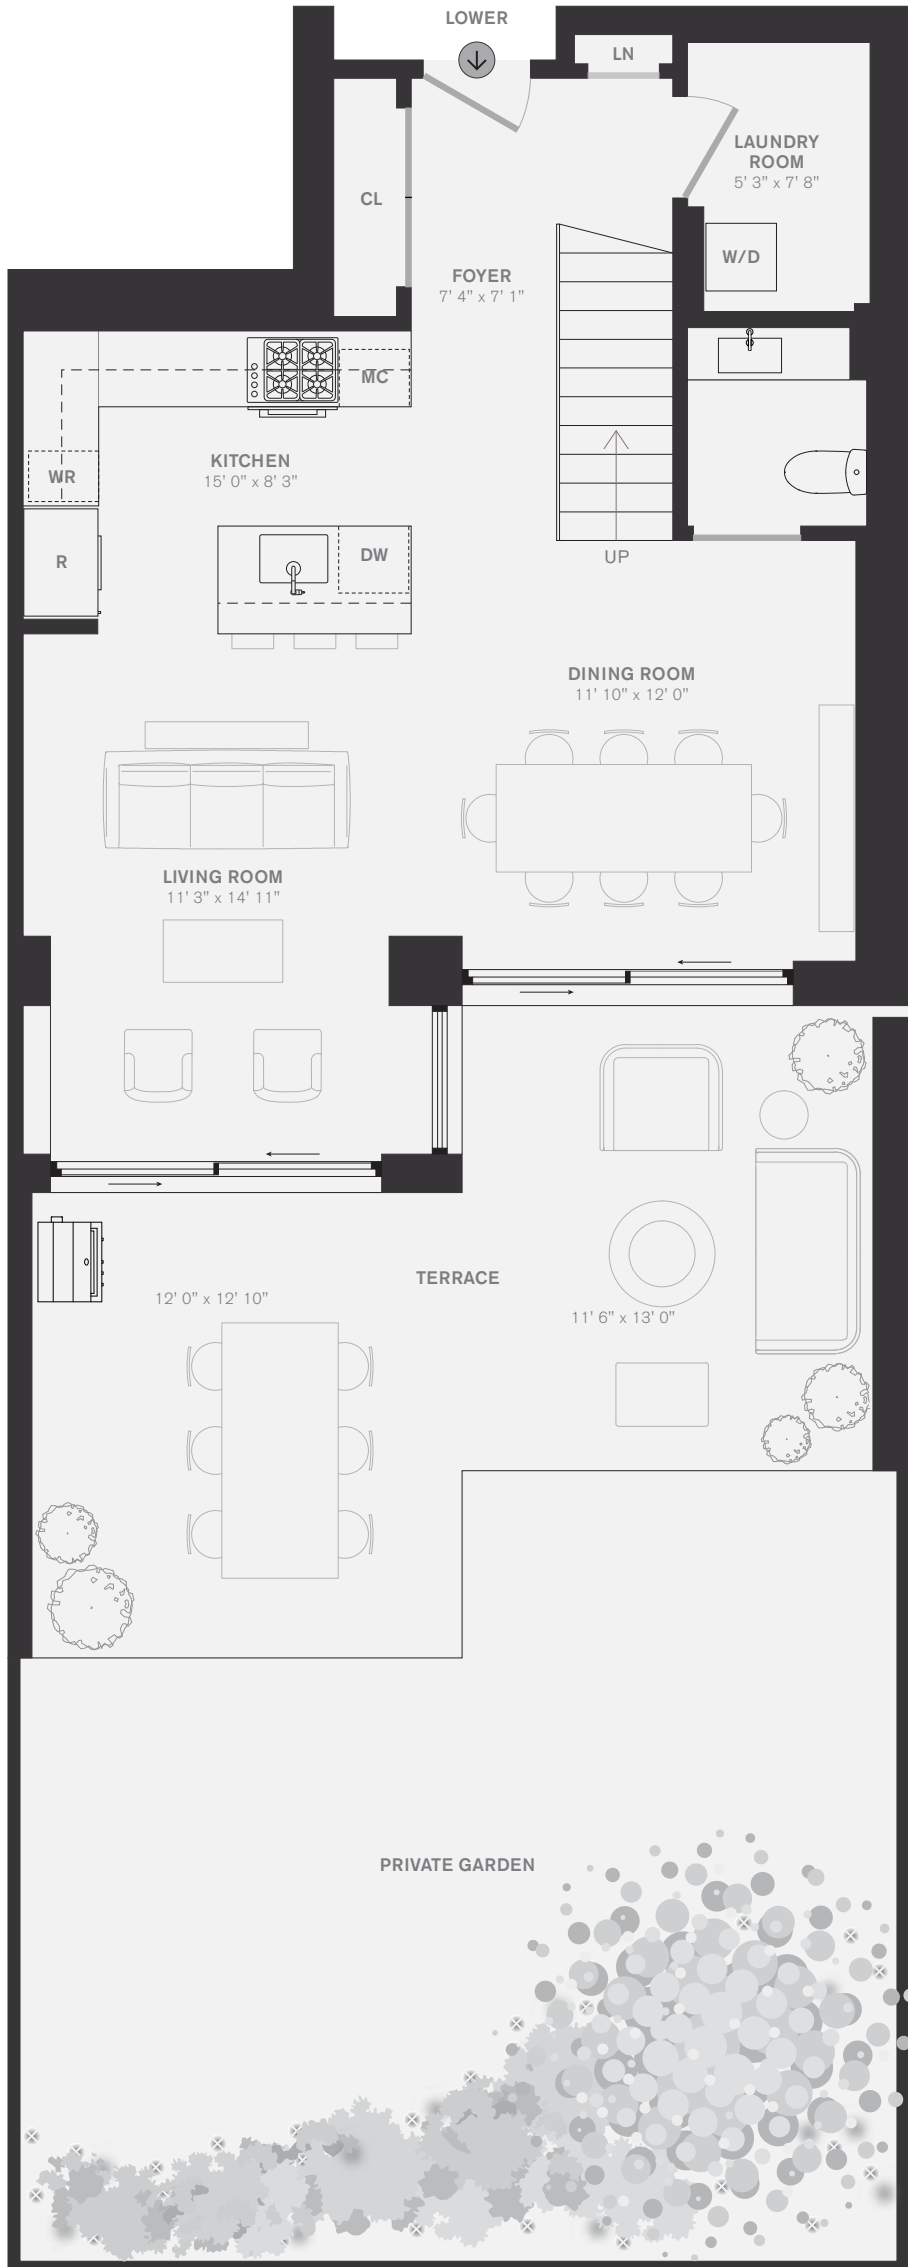 LOWER
LN
LAUNDRY
ROOM
5' 3" x 7' 8"
CL
W/D
FOYER
7' 4" x 7' 1"
MC
KITCHEN
15' 0" x 8' 3"
WR
R
DW
UP
DINING ROOM
11' 10" x 12' 0"
LIVING ROOM
11' 3" x 14' 11"
TERRACE
12' 0" x 12' 10"
11' 6" x 13' 0"
PRIVATE GARDEN